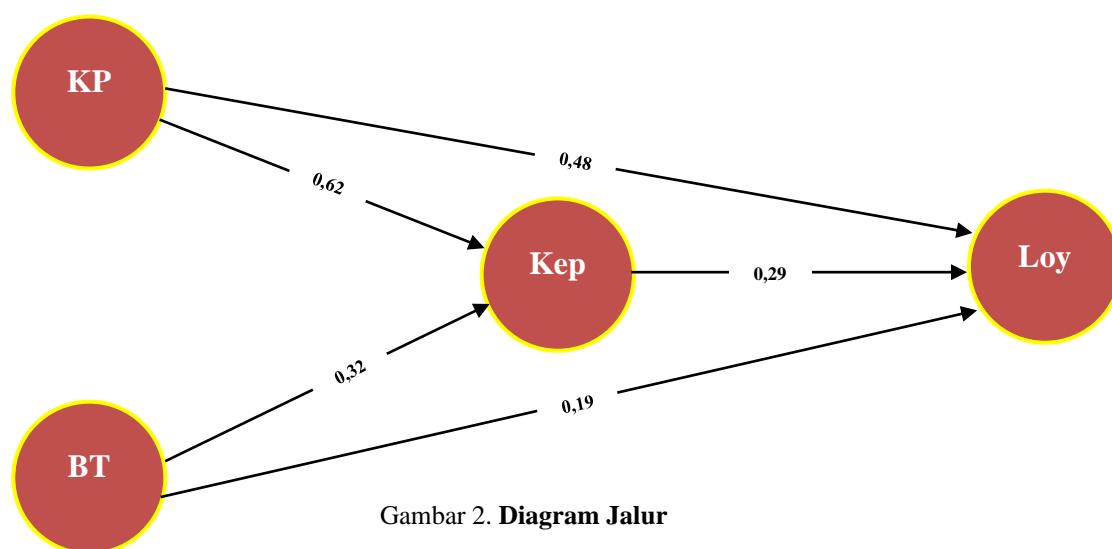 KP
0,48
0,62
Kep
Loy
0,29
0,32
0,19
BT
Gambar 2. Diagram Jalur